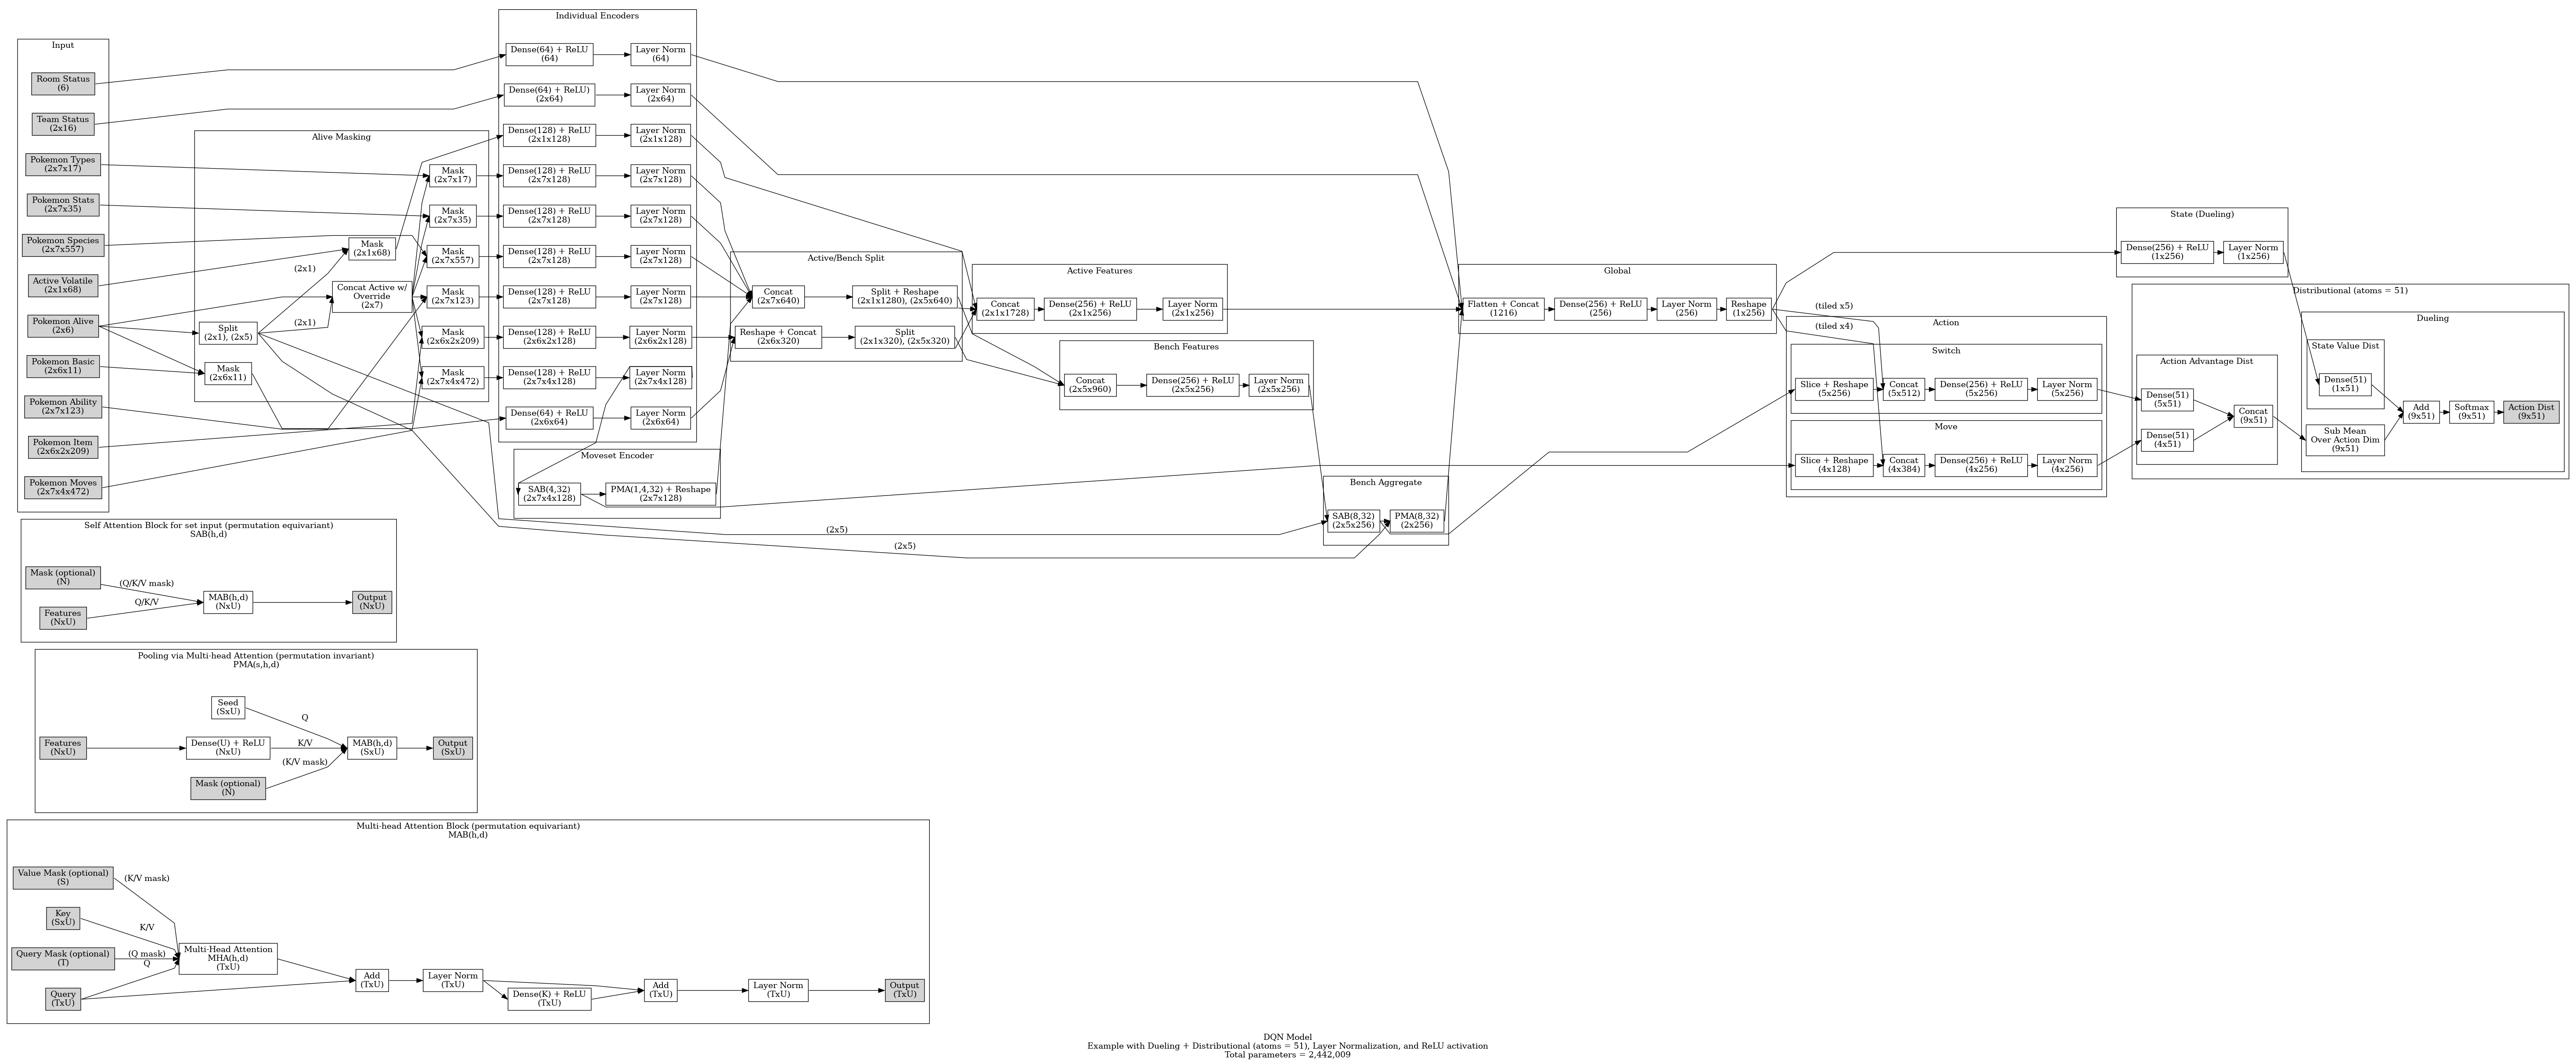 Input
Room Status
(6)
Team Status
(2x16)
Pokemon Types
(2x7x17)
Pokemon Stats
(2x7x35)
Pokemon Species
(2x7x557)
Active Volatile
(2x1x68)
Pokemon Alive
(2x6)
Pokemon Basic
(2x6x11)
Pokemon Ability
(2x7x123)
Pokemon Item
(2x6x2x209)
Pokemon Moves
(2x7x4x472)
Alive Masking
Split
(2x1), (2x5)
Mask
(2x6x11)
(2x1)
(2x1)
Mask
(2x1x68)
Concat Active w/
Override
(2x7)
Mask
(2x7x17)
Mask
(2x7x35)
Mask
(2x7x557)
Mask
(2x7x123)
Mask
(2x6x2x209)
Mask
(2x7x4x472)
Individual Encoders
Dense(64) + ReLU
(64)
Layer Norm
(64)
Dense(64) + ReLU)
(2x64)
Layer Norm
(2x64)
Dense(128) + ReLU
(2x1x128)
Layer Norm
(2x1x128)
Dense(128) + ReLU
(2x7x128)
Layer Norm
(2x7x128)
Dense(128) + ReLU
(2x7x128)
Layer Norm
(2x7x128)
Dense(128) + ReLU
(2x7x128)
Layer Norm
(2x7x128)
Dense(128) + ReLU
(2x7x128)
Layer Norm
(2x7x128)
Dense(128) + ReLU
(2x6x2x128)
Layer Norm
(2x6x2x128)
Dense(128) + ReLU
(2x7x4x128)
Layer Norm
(2x7x4x128)
Dense(64) + ReLU
(2x6x64)
Layer Norm
(2x6x64)
Moveset Encoder
SAB(4,32)
(2x7x4x128)
PMA(1,4,32) + Reshape
(2x7x128)
Active/Bench Split
Concat
(2x7x640)
Split + Reshape
(2x1x1280), (2x5x640)
Reshape + Concat
(2x6x320)
Split
(2x1x320), (2x5x320)
(2x5)
(2x5)
Active Features
Concat
(2x1x1728)
Dense(256) + ReLU
(2x1x256)
Layer Norm
(2x1x256)
Bench Features
Concat
(2x5x960)
Dense(256) + ReLU
(2x5x256)
Layer Norm
(2x5x256)
Bench Aggregate
SAB(8,32)
(2x5x256)
PMA(8,32)
(2x256)
Global
Flatten + Concat
(1216)
Dense(256) + ReLU
(256)
Layer Norm
(256)
Reshape
(1x256)
(tiled x5)
(tiled x4)
Action
Switch
Slice + Reshape
(5x256)
Concat
(5x512)
Dense(256) + ReLU
(5x256)
Layer Norm
(5x256)
Move
Slice + Reshape
(4x128)
Concat
(4x384)
Dense(256) + ReLU
(4x256)
Layer Norm
(4x256)
State (Dueling)
Dense(256) + ReLU
(1x256)
Layer Norm
(1x256)
Distributional (atoms = 51)
Action Advantage Dist
Dense(51)
(5x51)
Dense(51)
(4x51)
Concat
(9x51)
Dueling
State Value Dist
Dense(51)
(1x51)
Sub Mean
Over Action Dim
(9x51)
Add
(9x51)
Softmax
(9x51)
Action Dist
(9x51)
Self Attention Block for set input (permutation equivariant)
SAB(h,d)
Mask (optional)
(N)
Features
(NxU)
(Q/K/V mask)
Q/K/V
MAB(h,d)
(NxU)
Output
(NxU)
Pooling via Multi-head Attention (permutation invariant)
PMA(s,h,d)
Seed
(SxU)
Features
(NxU)
Dense(U) + ReLU
(NxU)
Mask (optional)
(N)
Q
K/V
(K/V mask)
MAB(h,d)
(SxU)
Output
(SxU)
Multi-head Attention Block (permutation equivariant)
MAB(h,d)
Value Mask (optional)
(S)
Key
(SxU)
Query Mask (optional)
(T)
Query
(TxU)
(K/V mask)
K/V
(Q mask)
Q
Multi-Head Attention
MHA(h,d)
(TxU)
Add
(TxU)
Layer Norm
(TxU)
Dense(K) + ReLU
(TxU)
Add
(TxU)
Layer Norm
(TxU)
Output
(TxU)
DQN Model
Example with Dueling + Distributional (atoms = 51), Layer Normalization, and ReLU activation
Total parameters = 2,442,009